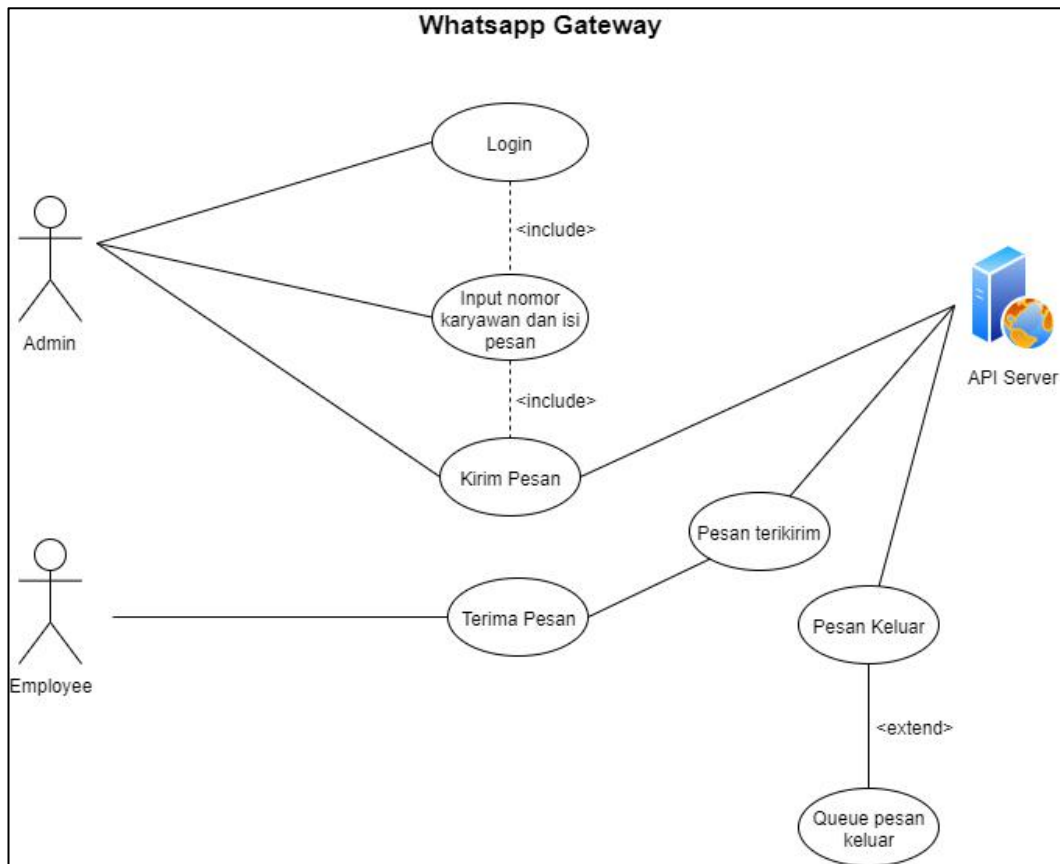 Whatsapp Gateway
Login
<include>
Input nomor
karyawan dan isi
pesan
<include>
Kirim Pesan
Admin
API Server
Pesan terikirim
Terima Pesan
Pesan Keluar
Employee
<extend>
Queue pesan
keluar